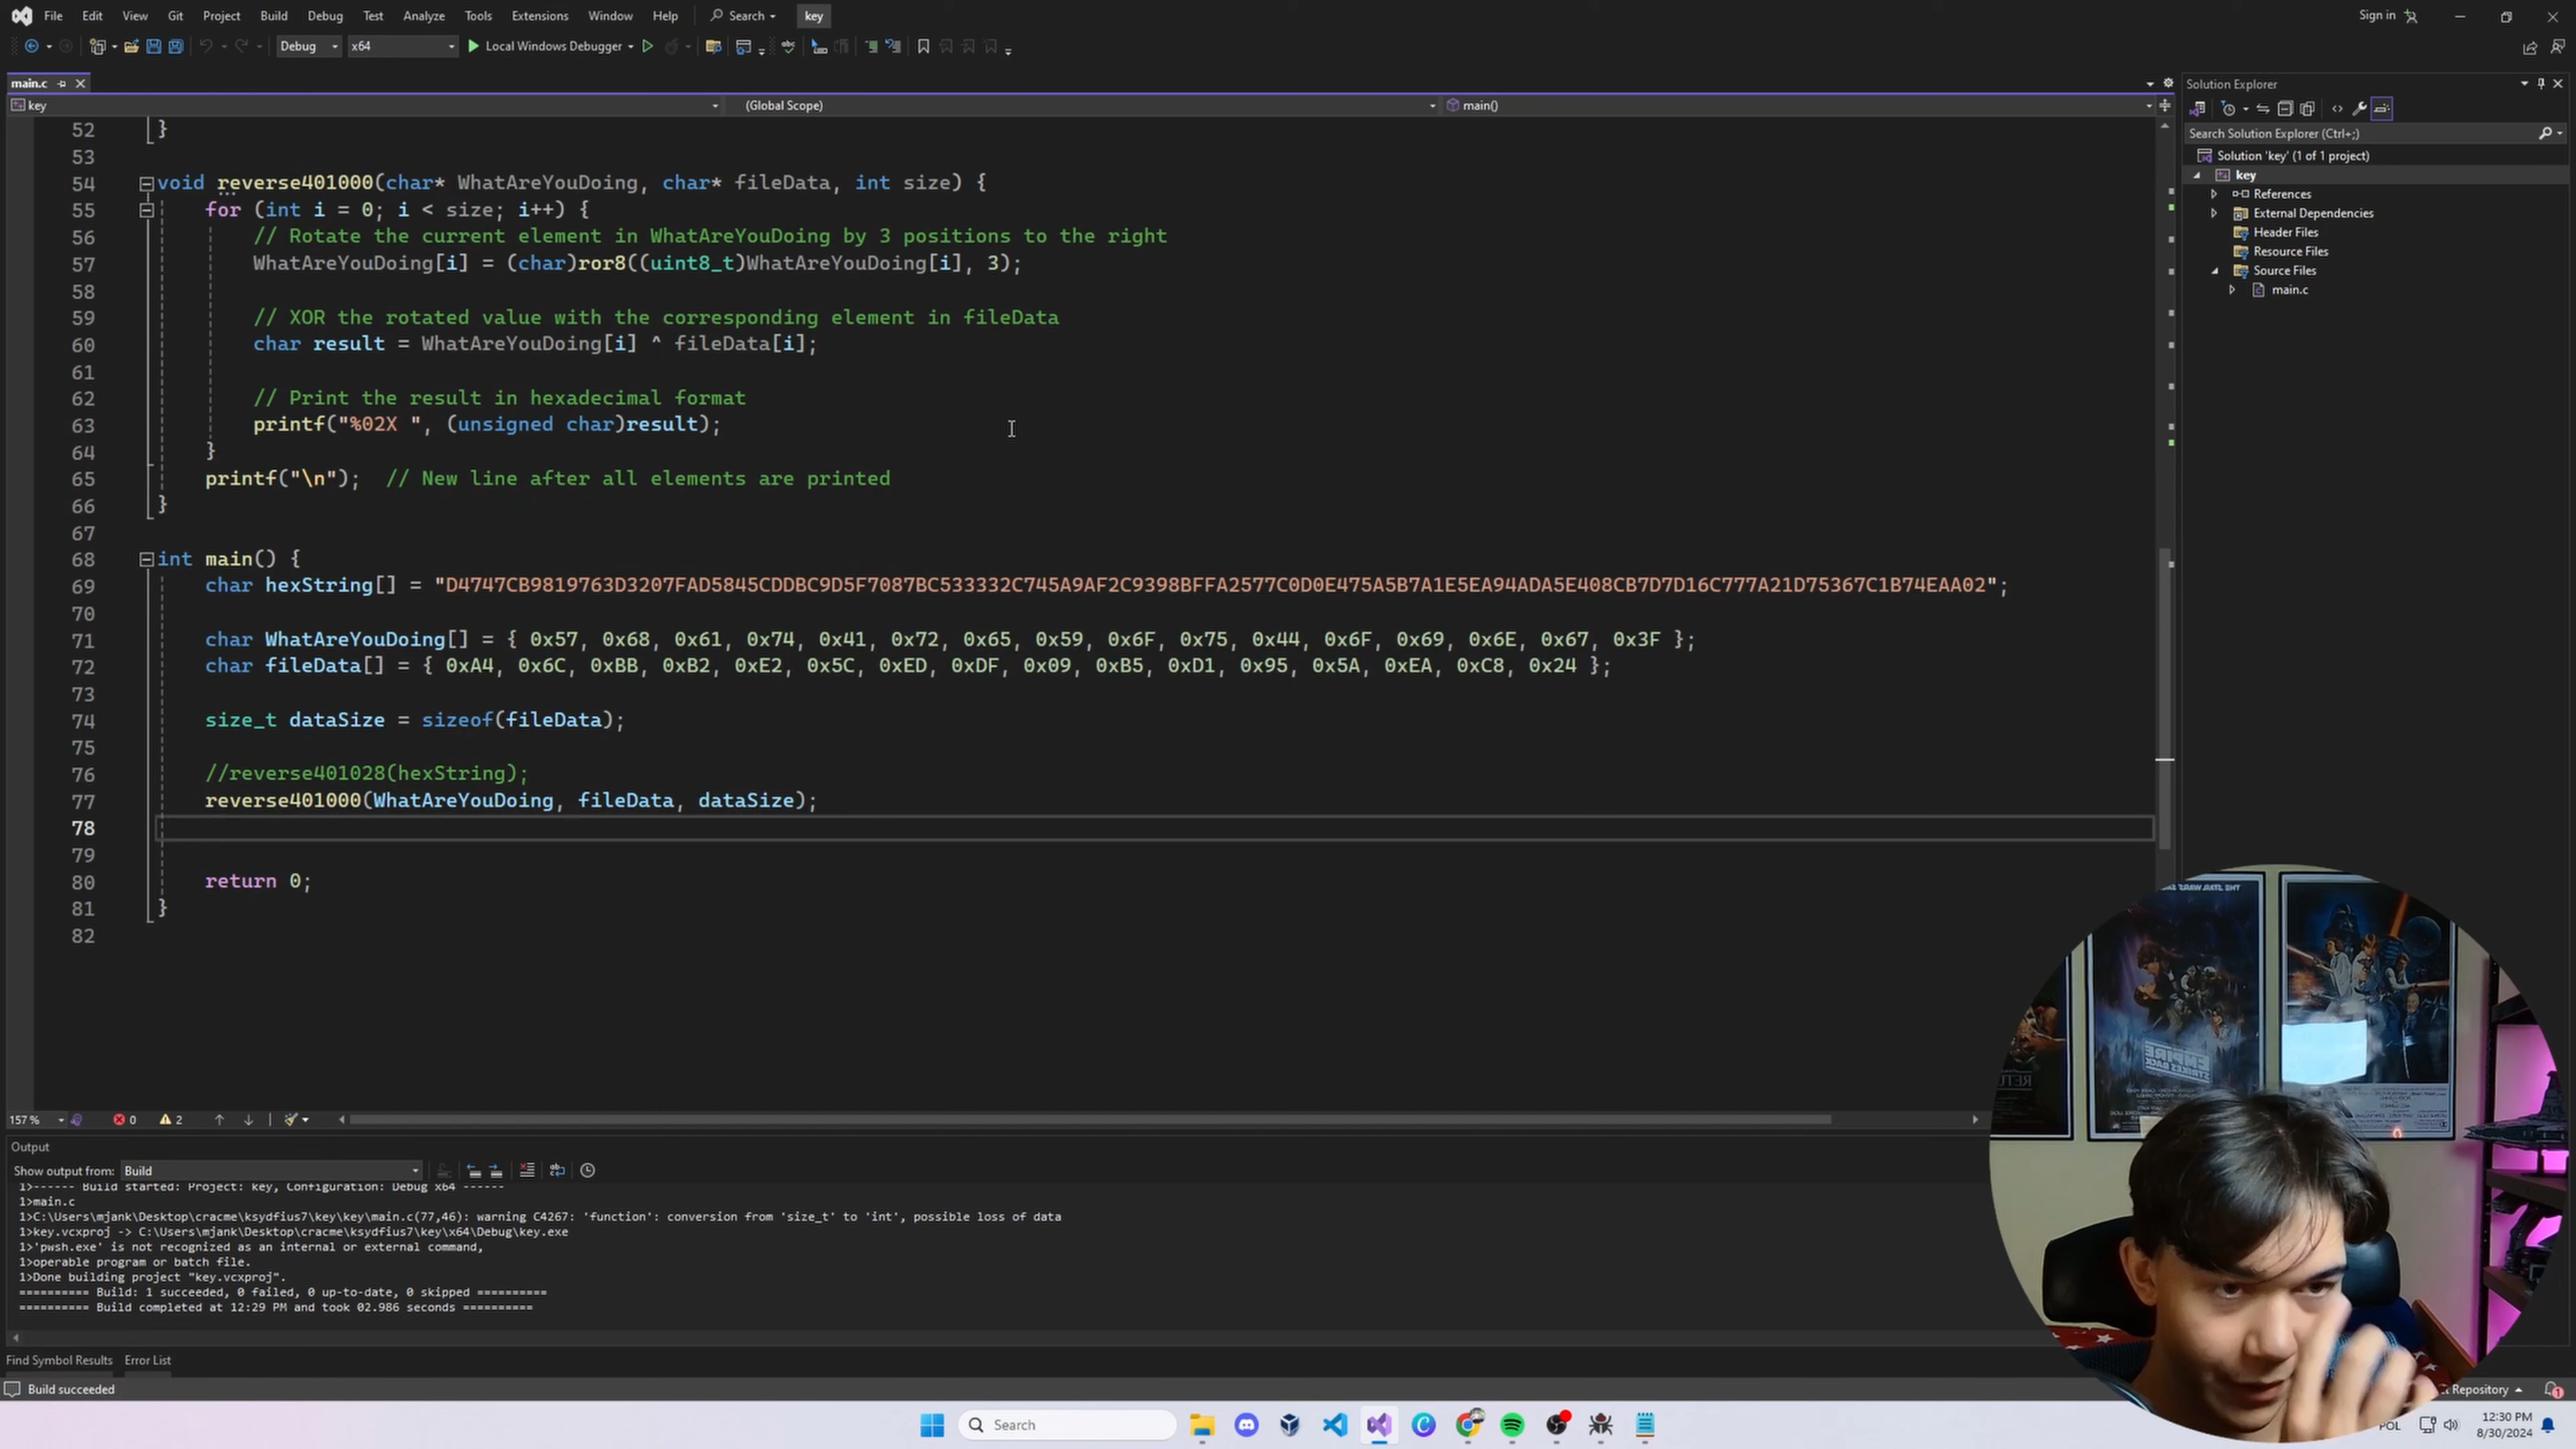 File Edit View Git Project Build Debug Test Analyze Tools Extensions Window Help Search key Sign in
Debug x64 Local Windows Debugger
main.c
key (Global Scope) main()
52 }
53
54 void reverse401000(char* WhatAreYouDoing, char* fileData, int size) {
55 for (int i = 0; i < size; i++) {
56 // Rotate the current element in WhatAreYouDoing by 3 positions to the right
57 WhatAreYouDoing[i] = (char)ror8((uint8_t)WhatAreYouDoing[i], 3);
58
59 // XOR the rotated value with the corresponding element in fileData
60 char result = WhatAreYouDoing[i] ^ fileData[i];
61
62 // Print the result in hexadecimal format
63 printf("%02X ", (unsigned char)result);
64 }
65 printf("\n");  // New line after all elements are printed
66 }
67
68 int main() {
69 char hexString[] = "D4747CB9819763D3207FAD5845CDDBC9D5F7087BC533332C745A9AF2C9398BFFA2577C0D0E475A5B7A1E5EA94ADA5E408CB7D7D16C777A21D75367C1B74EAA02";
70
71 char WhatAreYouDoing[] = { 0x57, 0x68, 0x61, 0x74, 0x41, 0x72, 0x65, 0x59, 0x6F, 0x75, 0x44, 0x6F, 0x69, 0x6E, 0x67, 0x3F };
72 char fileData[] = { 0xA4, 0x6C, 0xBB, 0xB2, 0xE2, 0x5C, 0xED, 0xDF, 0x09, 0xB5, 0xD1, 0x95, 0x5A, 0xEA, 0xC8, 0x24 };
73
74 size_t dataSize = sizeof(fileData);
75
76 //reverse401028(hexString);
77 reverse401000(WhatAreYouDoing, fileData, dataSize);
78
79
80 return 0;
81 }
82
Solution Explorer
Search Solution Explorer (Ctrl+;)
Solution 'key' (1 of 1 project)
key
References
External Dependencies
Header Files
Resource Files
Source Files
main.c
157 % 0 2
Output
Show output from: Build
1>------ Build started: Project: key, Configuration: Debug x64 ------
1>main.c
1>C:\Users\mjank\Desktop\cracme\ksydfius7\key\key\main.c(77,46): warning C4267: 'function': conversion from 'size_t' to 'int', possible loss of data
1>key.vcxproj -> C:\Users\mjank\Desktop\cracme\ksydfius7\key\x64\Debug\key.exe
1>'pwsh.exe' is not recognized as an internal or external command,
1>operable program or batch file.
1>Done building project "key.vcxproj".
========== Build: 1 succeeded, 0 failed, 0 up-to-date, 0 skipped ==========
========== Build completed at 12:29 PM and took 02.986 seconds ==========
Find Symbol Results Error List
Build succeeded
Repository 1
EMPIRE
STRIKES BACK
Search
POL
12:30 PM
8/30/2024